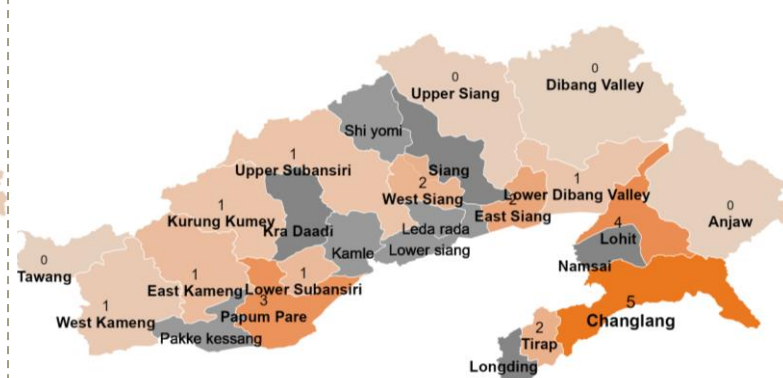 0
Upper Siang
0
Dibang Valley
Shi yomi
1
Upper Subansiri
Siang
2
West Siang
1
Lower Dibang Valley
2
East Siang
0
Anjaw
1
Kurung Kumey
Kra Daadi
Leda rada
Kamle
Lower siang
4
Lohit
Namsai
0
Tawang
1
East Kameng
1
Lower Subansiri
1
West Kameng
3
Papum Pare
Pakke kessang
5
Changlang
2
Tirap
Longding